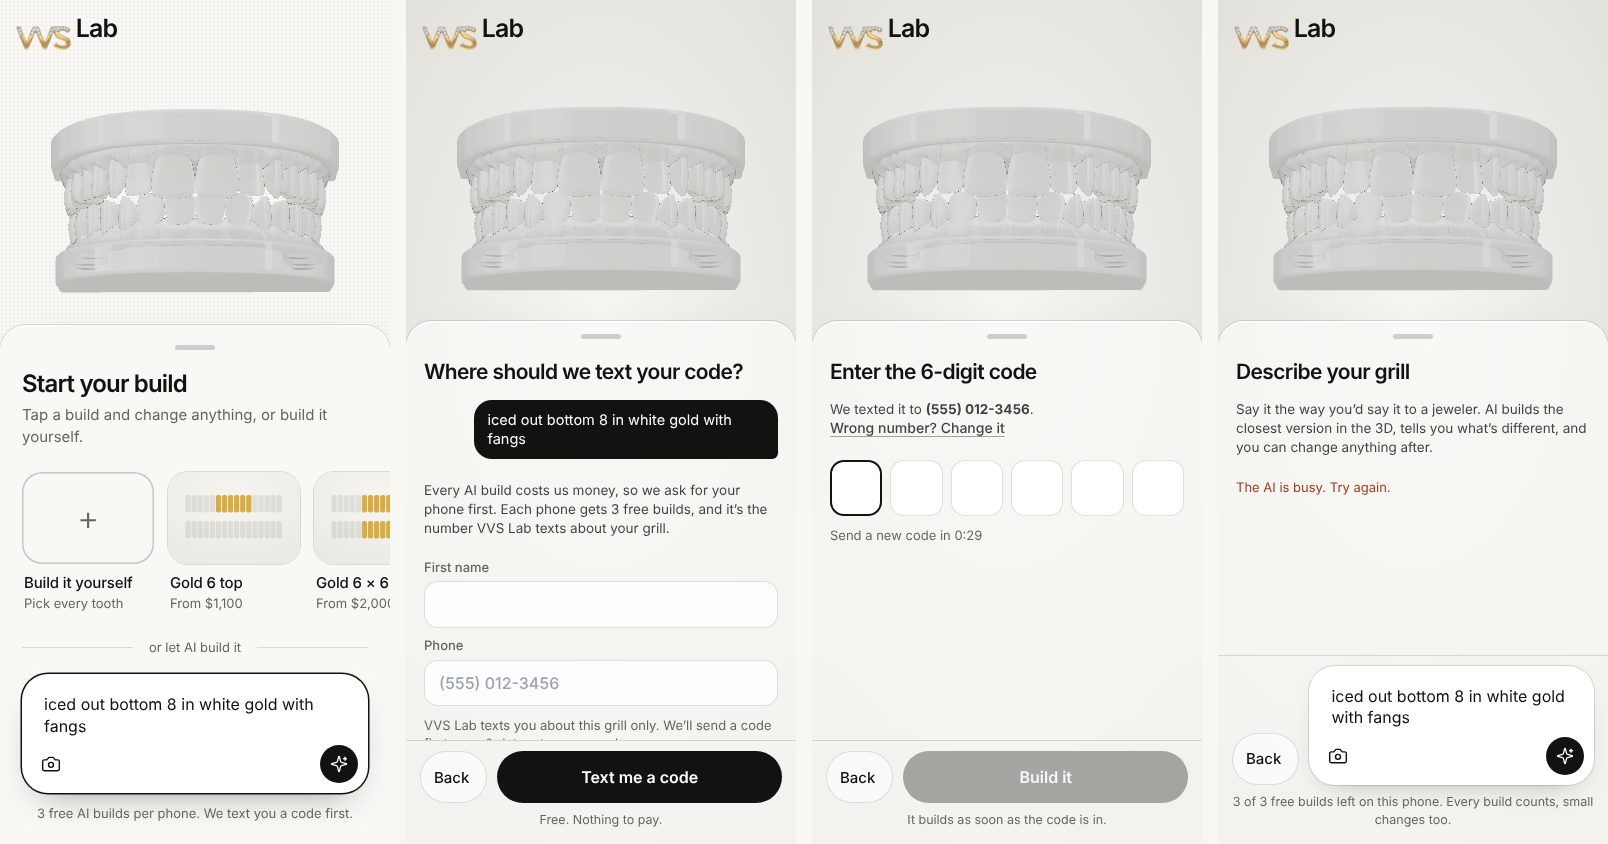 VVS Lab
Start your build
Tap a build and change anything, or build it
yourself.
Build it yourself
Pick every tooth
Gold 6 top
From $1,100
Gold 6 × 6
From $2,000
or let AI build it
iced out bottom 8 in white gold with
fangs
3 free AI builds per phone. We text you a code first.
VVS Lab
Where should we text your code?
iced out bottom 8 in white gold with
fangs
Every AI build costs us money, so we ask for your
phone first. Each phone gets 3 free builds, and it’s the
number VVS Lab texts about your grill.
First name
Phone
(555) 012-3456
VVS Lab texts you about this grill only. We’ll send a code
Back
Text me a code
Free. Nothing to pay.
VVS Lab
Enter the 6-digit code
We texted it to (555) 012-3456.
Wrong number? Change it
Send a new code in 0:29
Back
Build it
It builds as soon as the code is in.
VVS Lab
Describe your grill
Say it the way you’d say it to a jeweler. AI builds the
closest version in the 3D, tells you what’s different, and
you can change anything after.
The AI is busy. Try again.
iced out bottom 8 in white gold
with fangs
Back
3 of 3 free builds left on this phone. Every build counts, small
changes too.